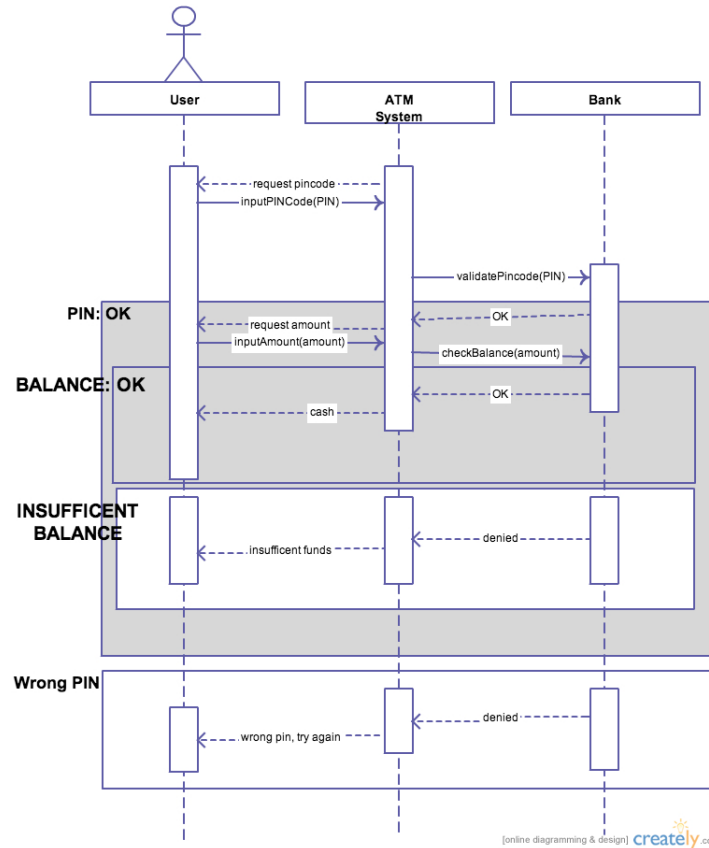 User
ATM
System
Bank
request pincode
inputPINCode(PIN)
validatePincode(PIN)
PIN: OK
OK
request amount
inputAmount(amount)
checkBalance(amount)
BALANCE: OK
OK
cash
INSUFFICENT
BALANCE
denied
insufficent funds
Wrong PIN
denied
wrong pin, try again
[online diagramming & design] creately.co